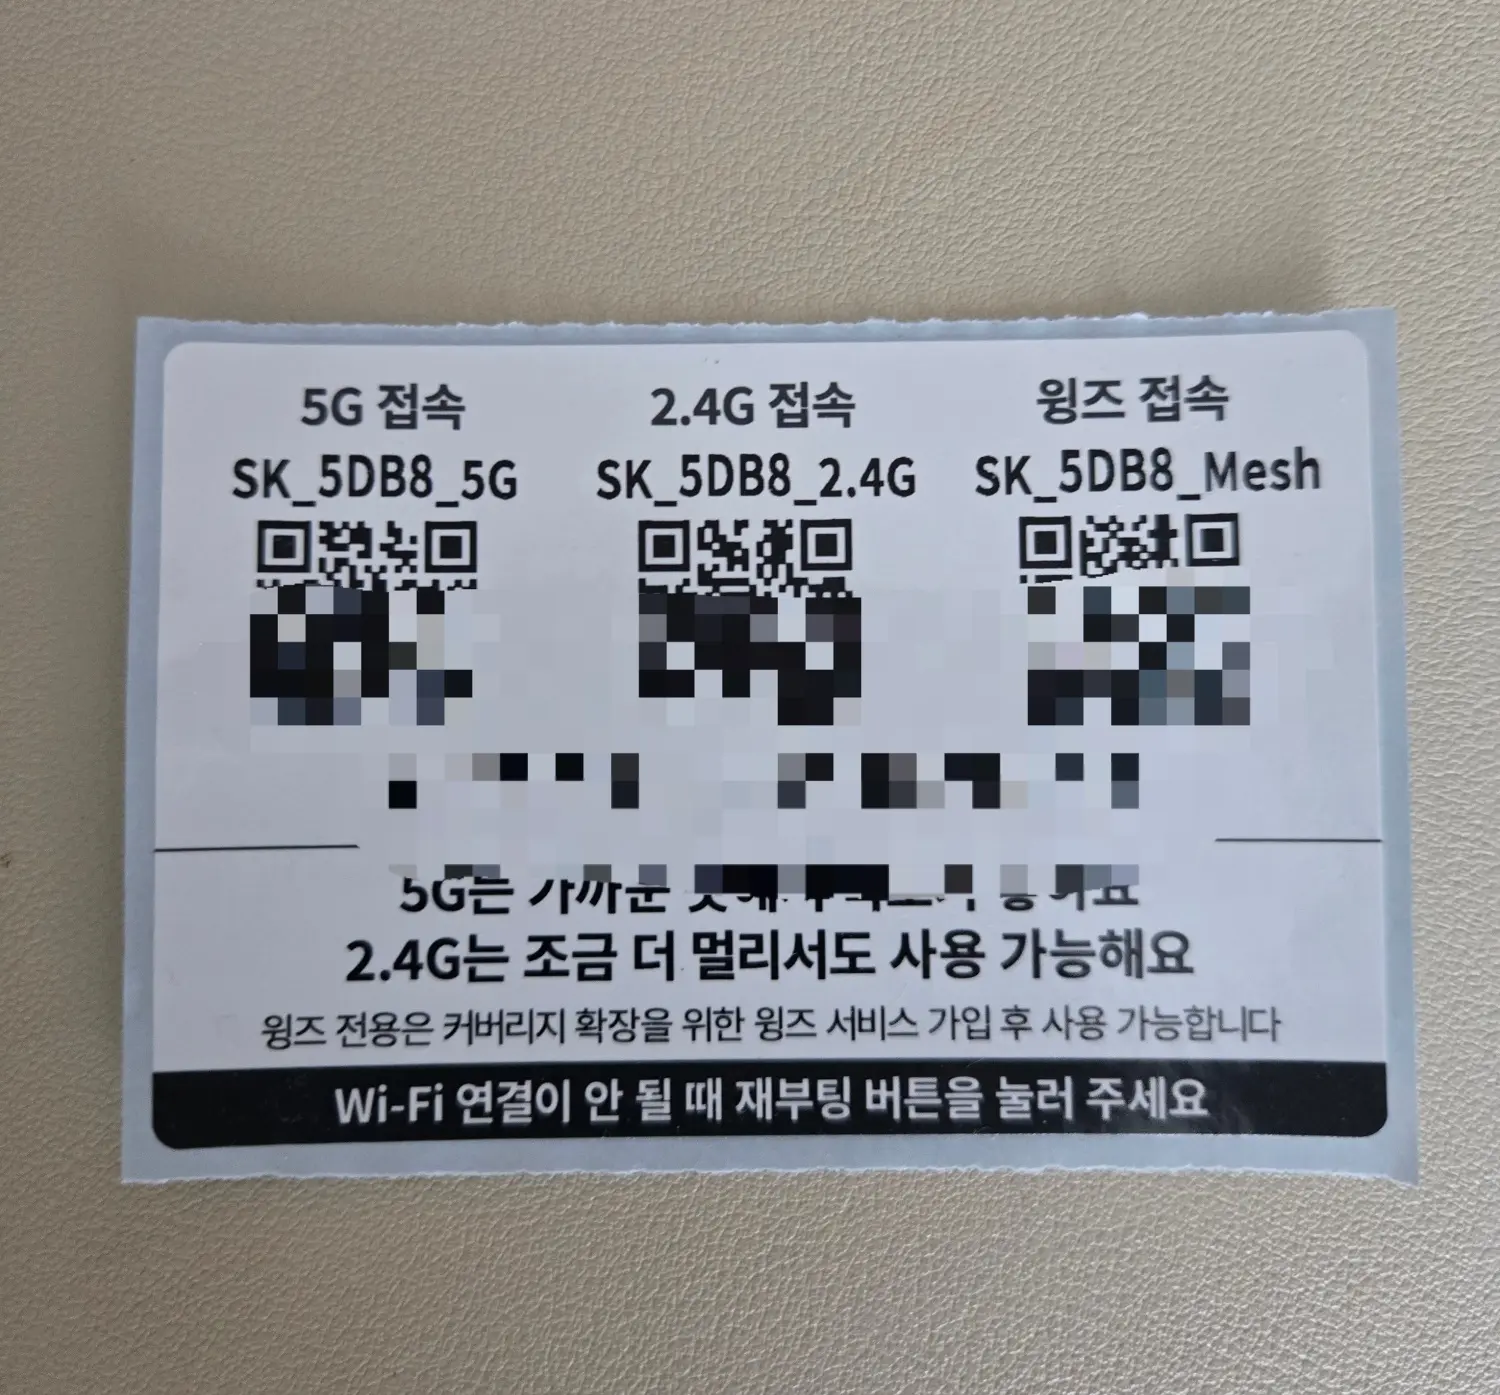 5G 접속 2.4G 접속 윙즈 접속
SK_5DB8_5G SK_5DB8_2.4G SK_5DB8_Mesh
5G는 가까운
2.4G는 조금 더 멀리서도 사용 가능해요
윙즈 전용은 커버리지 확장을 위한 윙즈 서비스 가입 후 사용 가능합니다
Wi-Fi 연결이 안 될 때 재부팅 버튼을 눌러 주세요